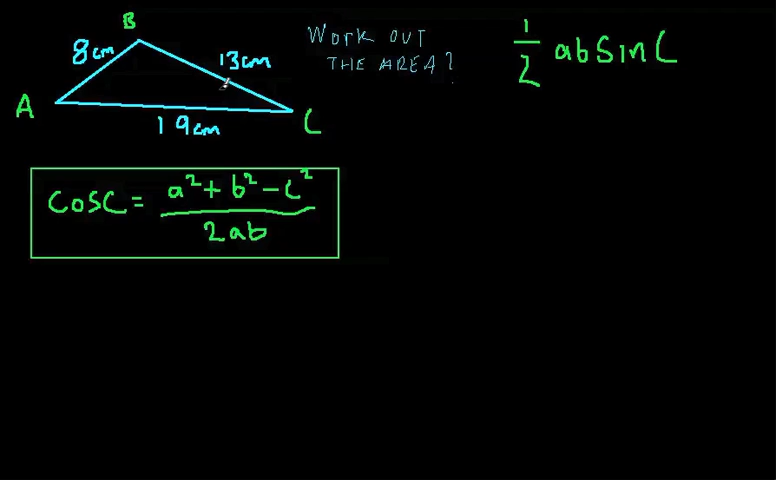 B
8cm
13cm
A
19cm
C
WORK OUT
THE AREA?
1/2 abSinC
CosC = (a²+b²-c²)/2ab